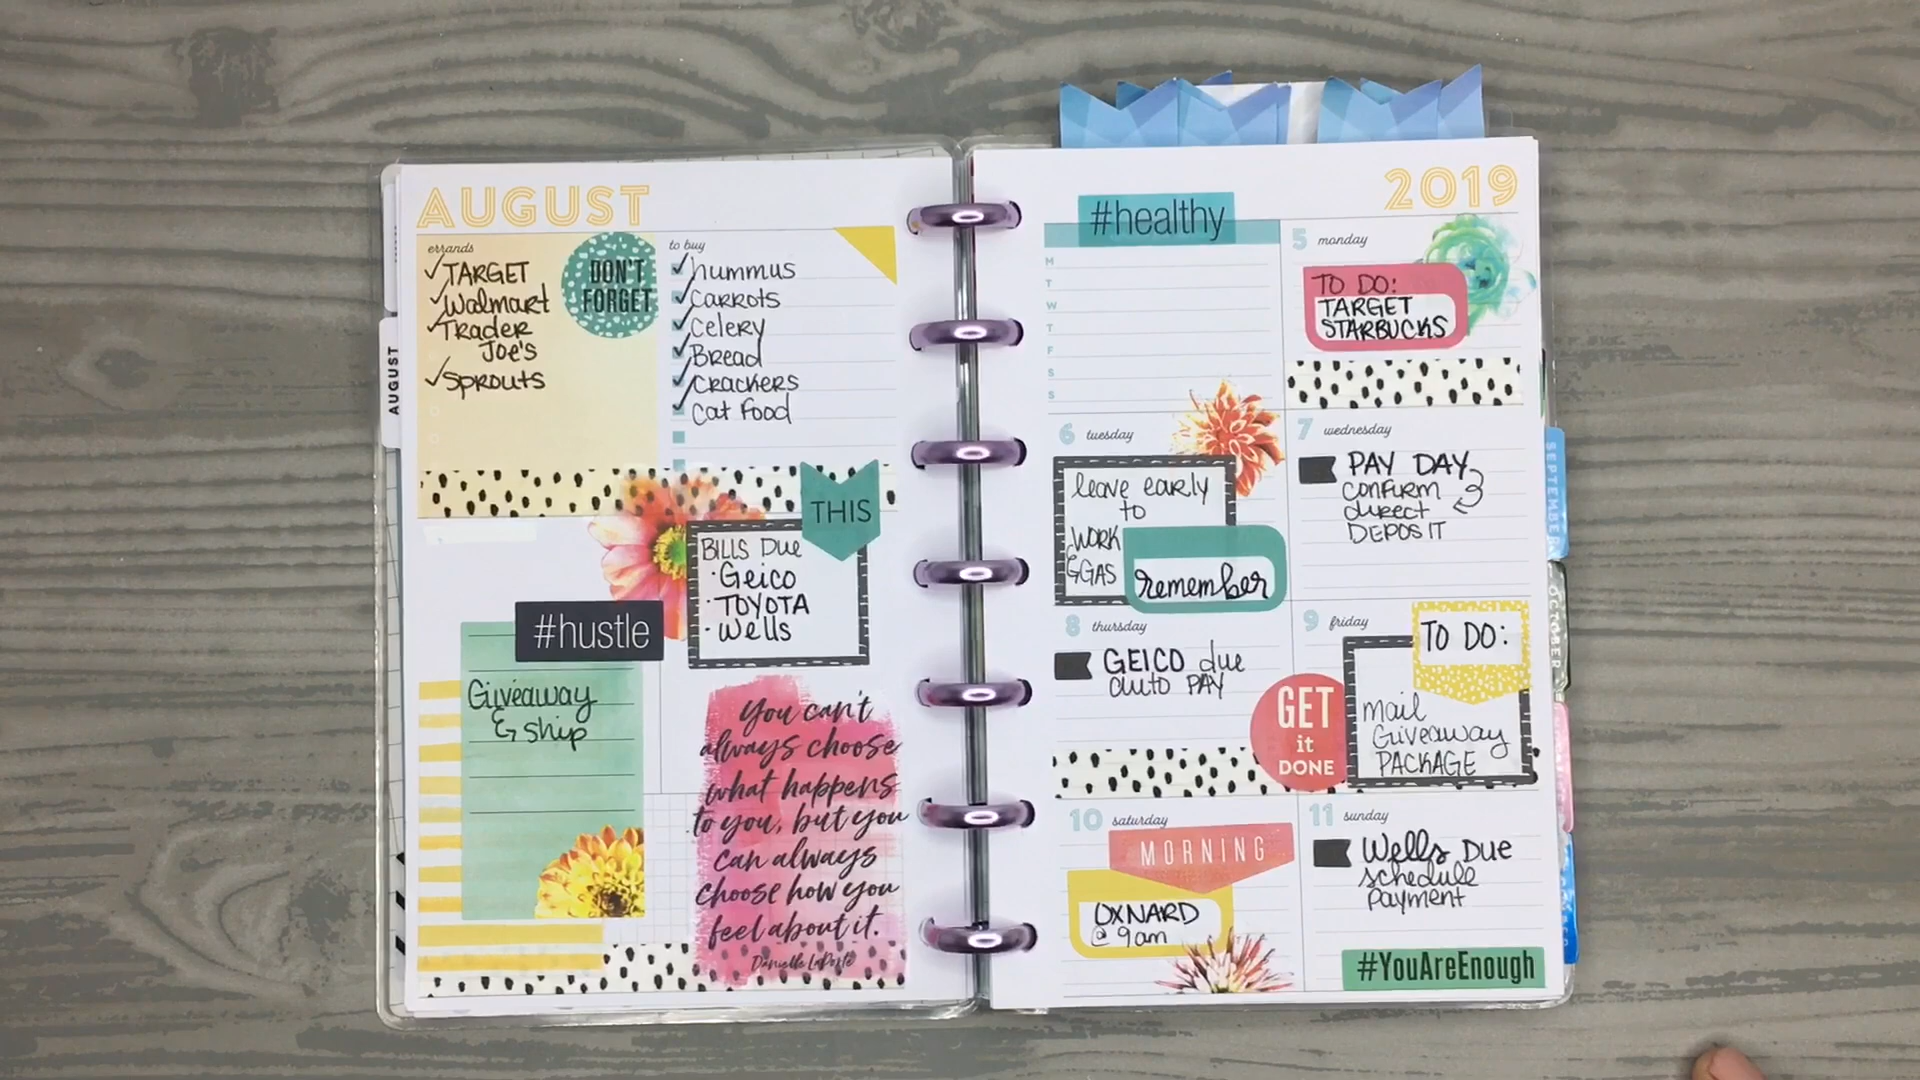 AUGUST
errands
TARGET
Walmart
Trader
Joe's
Sprouts
DON'T
FORGET
to buy
hummus
Carrots
Celery
Bread
Crackers
Cat Food
THIS
BILLS DUE
· Geico
· TOYOTA
· Wells
#hustle
Giveaway
& ship
You can't
always choose
what happens
to you, but you
can always
choose how you
feel about it.
Danielle LaPorte
AUGUST
2019
#healthy
M
T
W
T
F
S
S
5 monday
TO DO:
TARGET
STARBUCKS
6 tuesday
leave early
to
WORK
& GAS
remember
7 wednesday
PAY DAY
confirm
direct
DEPOSIT
8 thursday
GEICO due
auto PAY
9 friday
TO DO:
mail
Giveaway
PACKAGE
GET
it
DONE
10 saturday
MORNING
OXNARD
@ 9am
11 sunday
Wells DUE
schedule
payment
#YouAreEnough
SEPTEMBER
OCTOBER